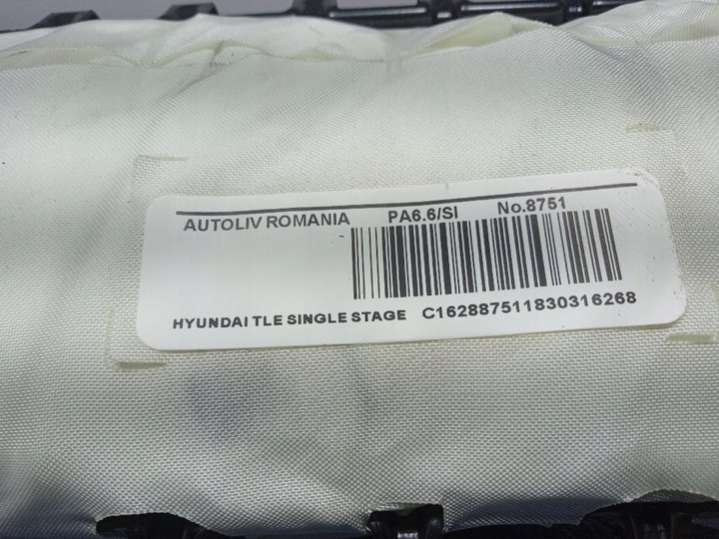 AUTOLIV ROMANIA PA6.6/SI No.8751
HYUNDAI TLE SINGLE STAGE C162887511830316268